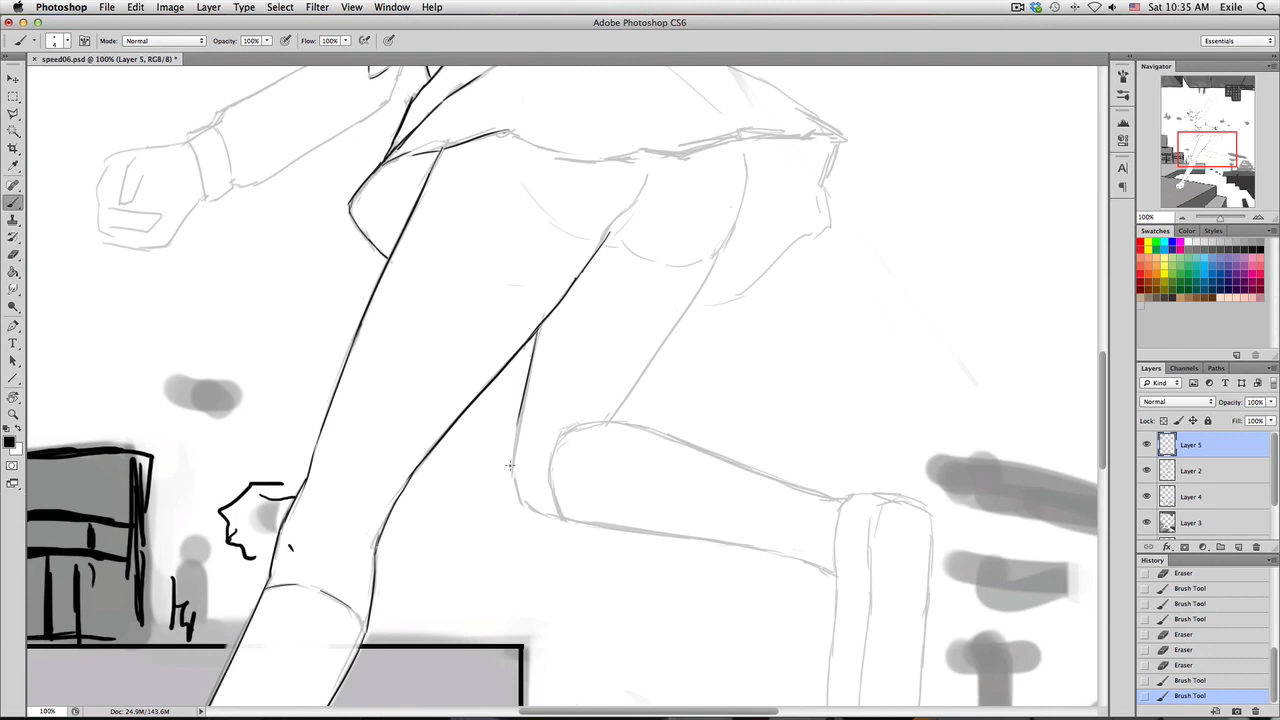 Photoshop File Edit Image Layer Type Select Filter View Window Help Sat 10:35 AM Exile
Adobe Photoshop CS6
4 Mode: Normal Opacity: 100% Flow: 100% Essentials
× speed06.psd @ 100% (Layer 5, RGB/8) *
Navigator
100%
Swatches Color Styles
Layers Channels Paths
Kind
Normal Opacity: 100%
Lock: Fill: 100%
Layer 5
Layer 2
Layer 4
Layer 3
History
Eraser
Brush Tool
Brush Tool
Brush Tool
Eraser
Eraser
Eraser
Brush Tool
Brush Tool
100% Doc: 24.9M/143.6M